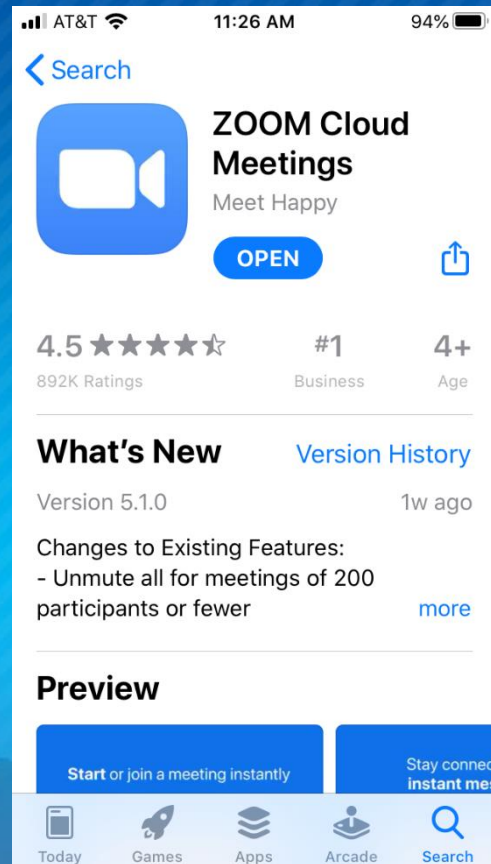 AT&T 11:26 AM 94%
Search
ZOOM Cloud
Meetings
Meet Happy
OPEN
4.5 #1 4+
892K Ratings Business Age
What's New Version History
Version 5.1.0 1w ago
Changes to Existing Features:
- Unmute all for meetings of 200
participants or fewer more
Preview
Start or join a meeting instantly
Stay connec
instant me
Today Games Apps Arcade Search